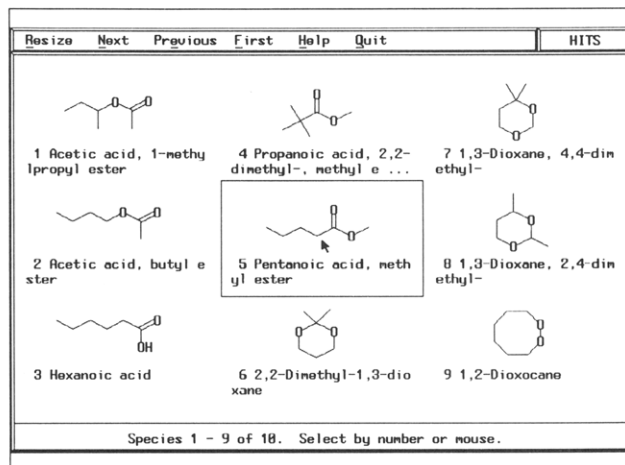 Resize Next Previous First Help Quit HITS
O O
1 Acetic acid, 1-methy
lpropyl ester
O
4 Propanoic acid, 2,2-
dimethyl-, methyl e ...
O
O
7 1,3-Dioxane, 4,4-dim
ethyl-
O O
2 Acetic acid, butyl e
ster
O
O
5 Pentanoic acid, meth
yl ester
O
O
8 1,3-Dioxane, 2,4-dim
ethyl-
O
OH
3 Hexanoic acid
O O
6 2,2-Dimethyl-1,3-dio
xane
O
O
9 1,2-Dioxocane
Species 1 - 9 of 10. Select by number or mouse.